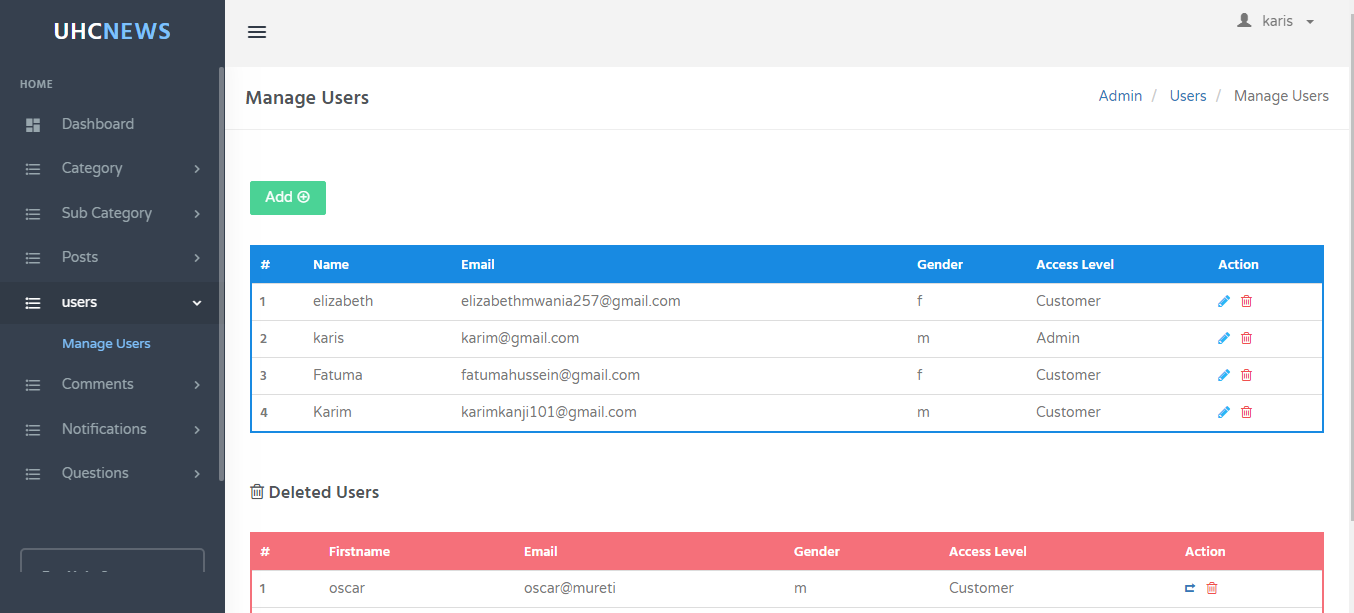 UHCNEWS
karis
HOME
Dashboard
Category
Sub Category
Posts
users
Manage Users
Comments
Notifications
Questions
Manage Users
Admin / Users / Manage Users
Add
# Name Email Gender Access Level Action
1 elizabeth elizabethmwania257@gmail.com f Customer
2 karis karim@gmail.com m Admin
3 Fatuma fatumahussein@gmail.com f Customer
4 Karim karimkanji101@gmail.com m Customer
Deleted Users
# Firstname Email Gender Access Level Action
1 oscar oscar@mureti m Customer